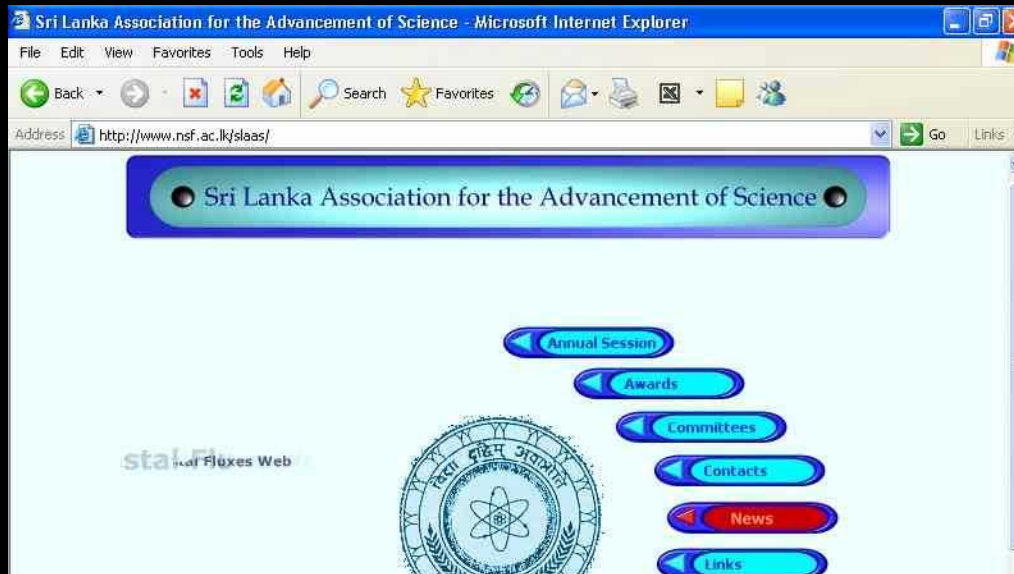 Sri Lanka Association for the Advancement of Science - Microsoft Internet Explorer
File Edit View Favorites Tools Help
Back Search Favorites
Address http://www.nsf.ac.lk/slaas/ Go Links
Sri Lanka Association for the Advancement of Science
Annual Session
Awards
Committees
Contacts
Fluxes Web
News
Links